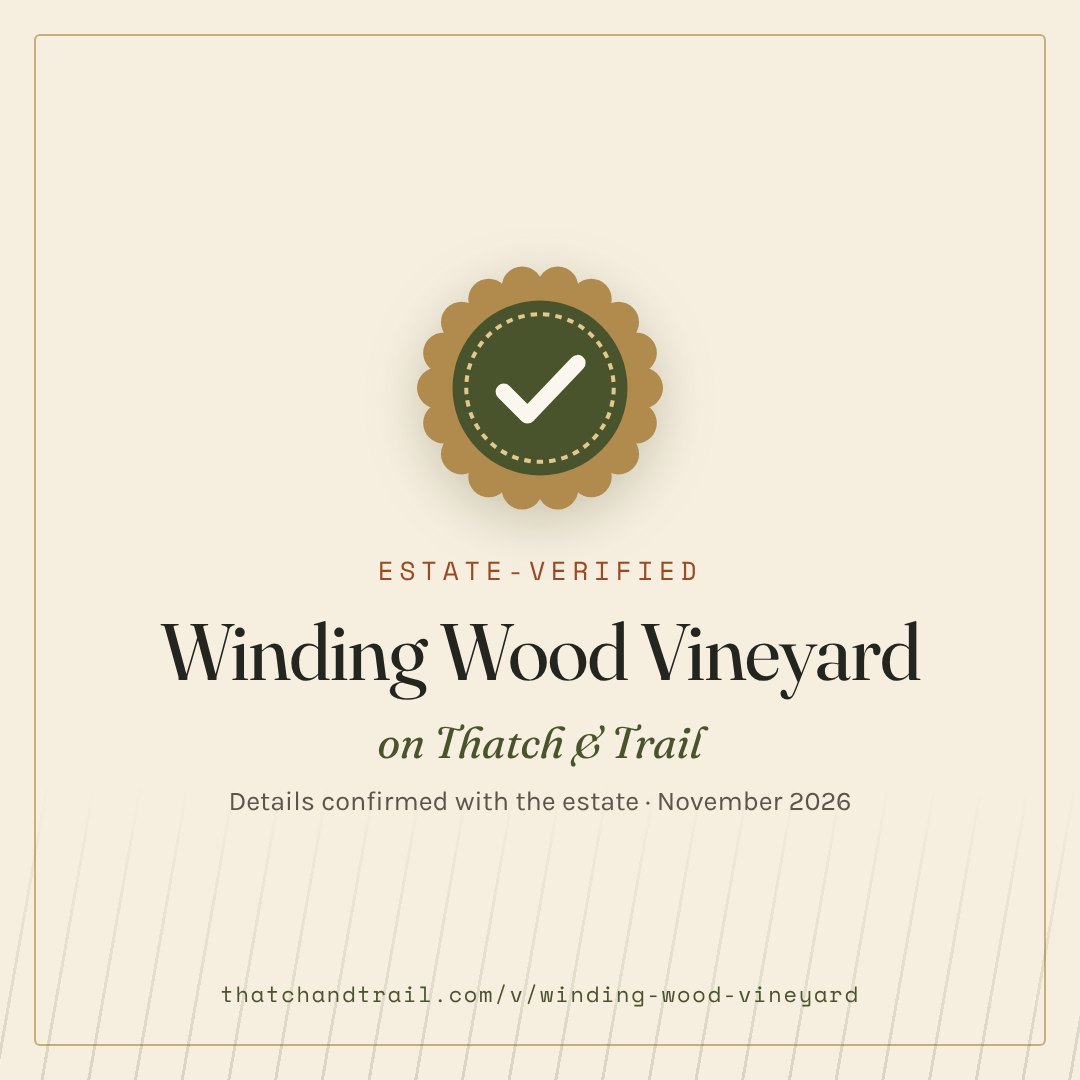 ESTATE-VERIFIED
Winding Wood Vineyard
on Thatch & Trail
Details confirmed with the estate · November 2026
thatchandtrail.com/v/winding-wood-vineyard